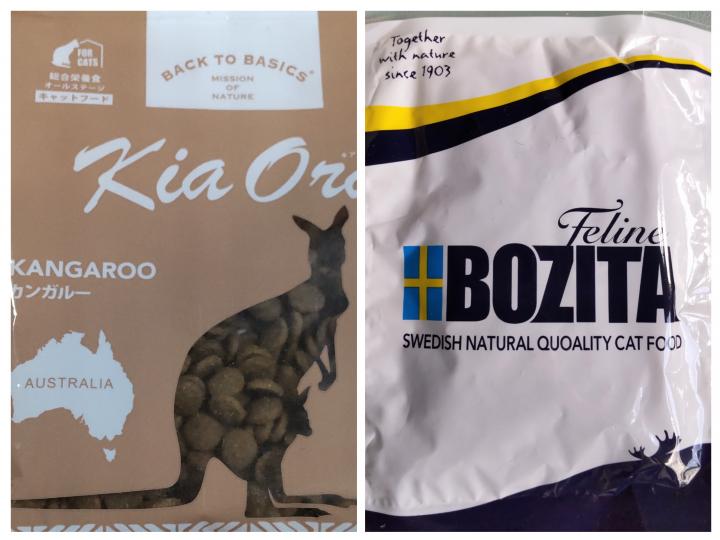 FOR
CATS
総合栄養食
オールステージ
キャットフード
BACK TO BASICS
MISSION
OF
NATURE
Kia Ora
KANGAROO
カンガルー
AUSTRALIA
Together
with nature
since 1903
Feline
BOZITA
SWEDISH NATURAL QUOALITY CAT FOOD